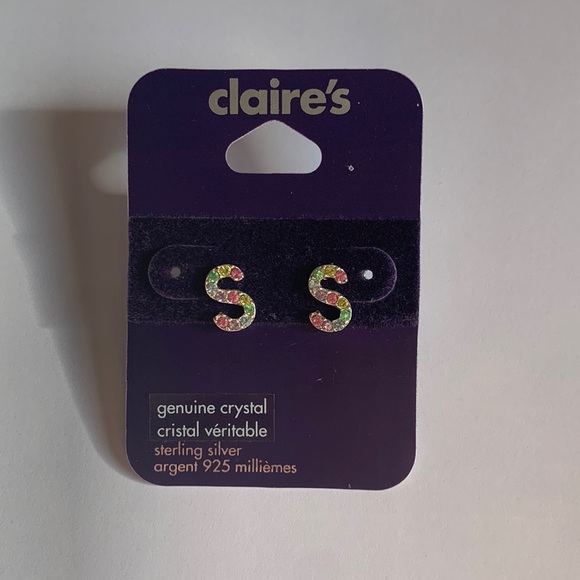 claire's
S S
genuine crystal
cristal véritable
sterling silver
argent 925 millièmes